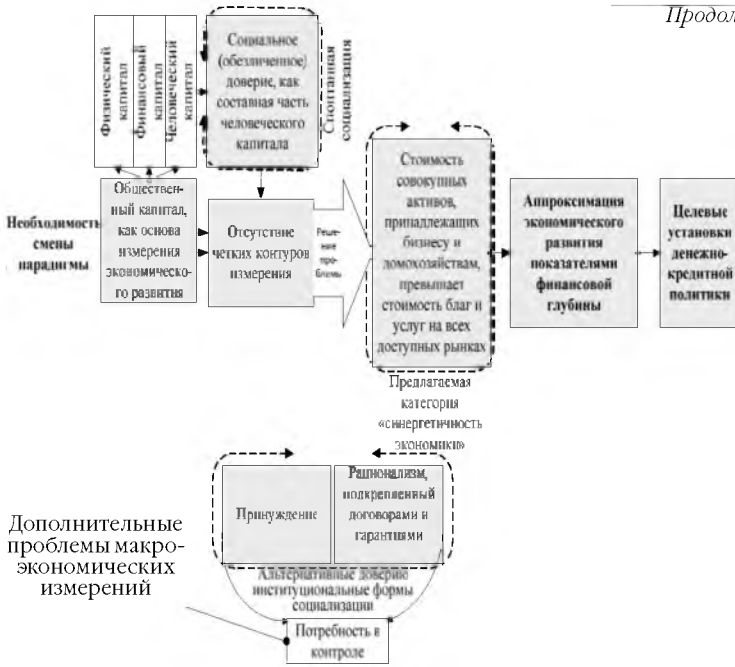 Продол
Физический
капитал
Финансовый
капитал
Человеческий
капитал
Социальное
(обезличенное)
доверие, как
составная часть
человеческого
капитала
Спонтанная
социализация
Необходимость
смены
парадигмы
Обществен-
ный капитал,
как основа
измерения
экономическо-
го развития
Отсутствие
четких контуров
измерения
Реше-
ние
про-
блемы
Стоимость
совокупных
активов,
принадлежащих
бизнесу и
домохозяйствам,
превышает
стоимость благ и
услуг на всех
доступных рынках
Аппроксимация
экономического
развития
показателями
финансовой
глубины
Целевые
установки
денежно-
кредитной
политики
Предлагаемая
категория
«синергетичность
экономики»
Принуждение
Рационализм,
подкрепленный
договорами и
гарантиями
Дополнительные
проблемы макро-
экономических
измерений
Альтернативные доверию
институциональные формы
социализации
Потребность в
контроле